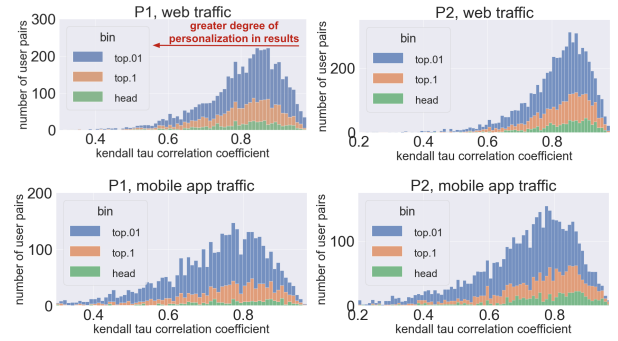 P1, web traffic
300
200
100
0
number of user pairs
bin
top.01
top.1
head
greater degree of
personalization in results
0.4
0.6
0.8
kendall tau correlation coefficient
P2, web traffic
200
0
number of user pairs
bin
top.01
top.1
head
0.2
0.4
0.6
0.8
kendall tau correlation coefficient
P1, mobile app traffic
200
100
0
number of user pairs
bin
top.01
top.1
head
0.4
0.6
0.8
kendall tau correlation coefficient
P2, mobile app traffic
100
0
number of user pairs
bin
top.01
top.1
head
0.2
0.4
0.6
0.8
kendall tau correlation coefficient